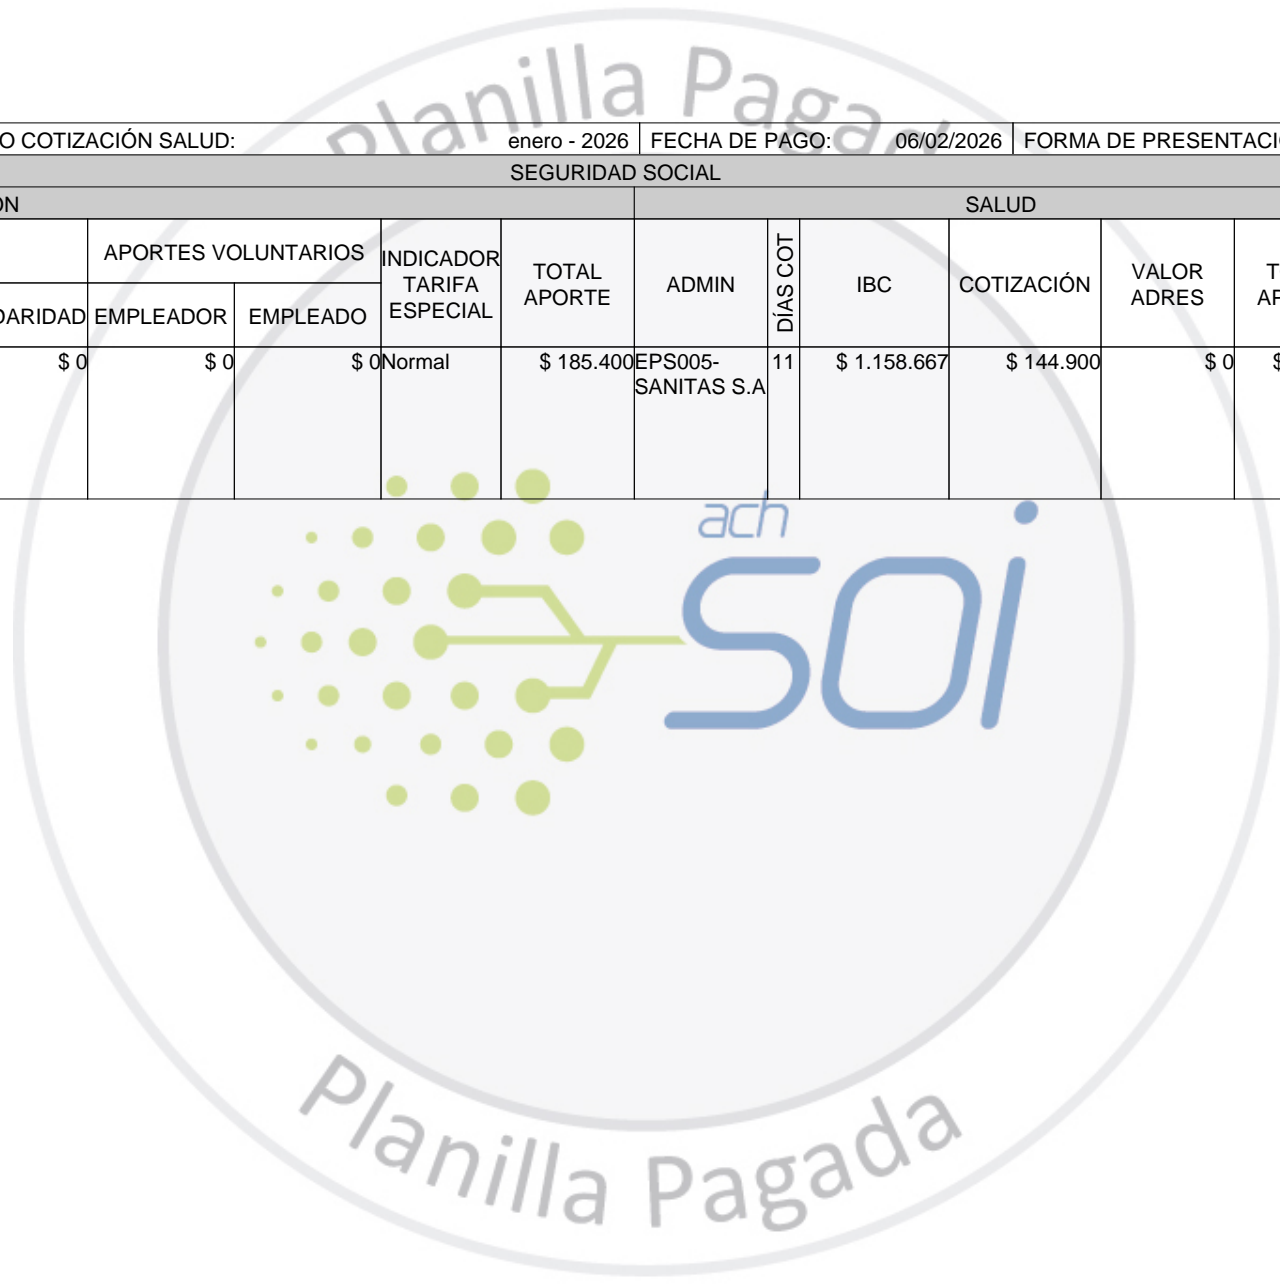 Planilla Pagada
O COTIZACIÓN SALUD: enero - 2026 FECHA DE PAGO: 06/02/2026 FORMA DE PRESENTACI
SEGURIDAD SOCIAL
ÓN SALUD
APORTES VOLUNTARIOS INDICADOR TARIFA ESPECIAL TOTAL APORTE ADMIN DÍAS COT IBC COTIZACIÓN VALOR ADRES
DARIDAD EMPLEADOR EMPLEADO
$ 0 $ 0 $ 0 Normal $ 185.400 EPS005- 11 $ 1.158.667 $ 144.900 $ 0 $
SANITAS S.A
ach
soi
Planilla Pagada